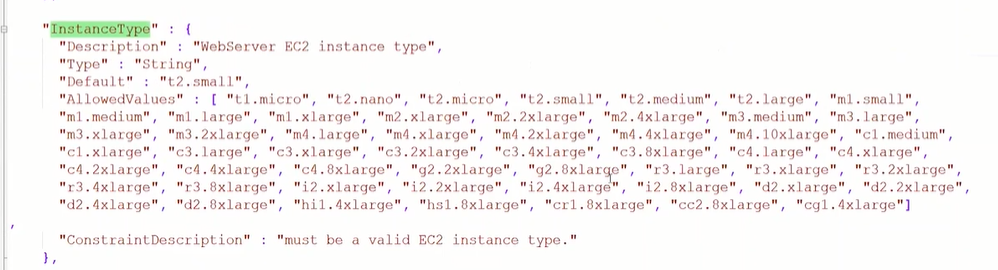 "InstanceType" : {
"Description" : "WebServer EC2 instance type",
"Type" : "String",
"Default" : "t2.small",
"AllowedValues" : [ "t1.micro", "t2.nano", "t2.micro", "t2.small", "t2.medium", "t2.large", "m1.small",
"m1.medium", "m1.large", "m1.xlarge", "m2.xlarge", "m2.2xlarge", "m2.4xlarge", "m3.medium", "m3.large",
"m3.xlarge", "m3.2xlarge", "m4.large", "m4.xlarge", "m4.2xlarge", "m4.4xlarge", "m4.10xlarge", "c1.medium",
"c1.xlarge", "c3.large", "c3.xlarge", "c3.2xlarge", "c3.4xlarge", "c3.8xlarge", "c4.large", "c4.xlarge",
"c4.2xlarge", "c4.4xlarge", "c4.8xlarge", "g2.2xlarge", "g2.8xlarge", "r3.large", "r3.xlarge", "r3.2xlarge",
"r3.4xlarge", "r3.8xlarge", "i2.xlarge", "i2.2xlarge", "i2.4xlarge", "i2.8xlarge", "d2.xlarge", "d2.2xlarge",
"d2.4xlarge", "d2.8xlarge", "hi1.4xlarge", "hs1.8xlarge", "cr1.8xlarge", "cc2.8xlarge", "cg1.4xlarge"]
,
"ConstraintDescription" : "must be a valid EC2 instance type."
},